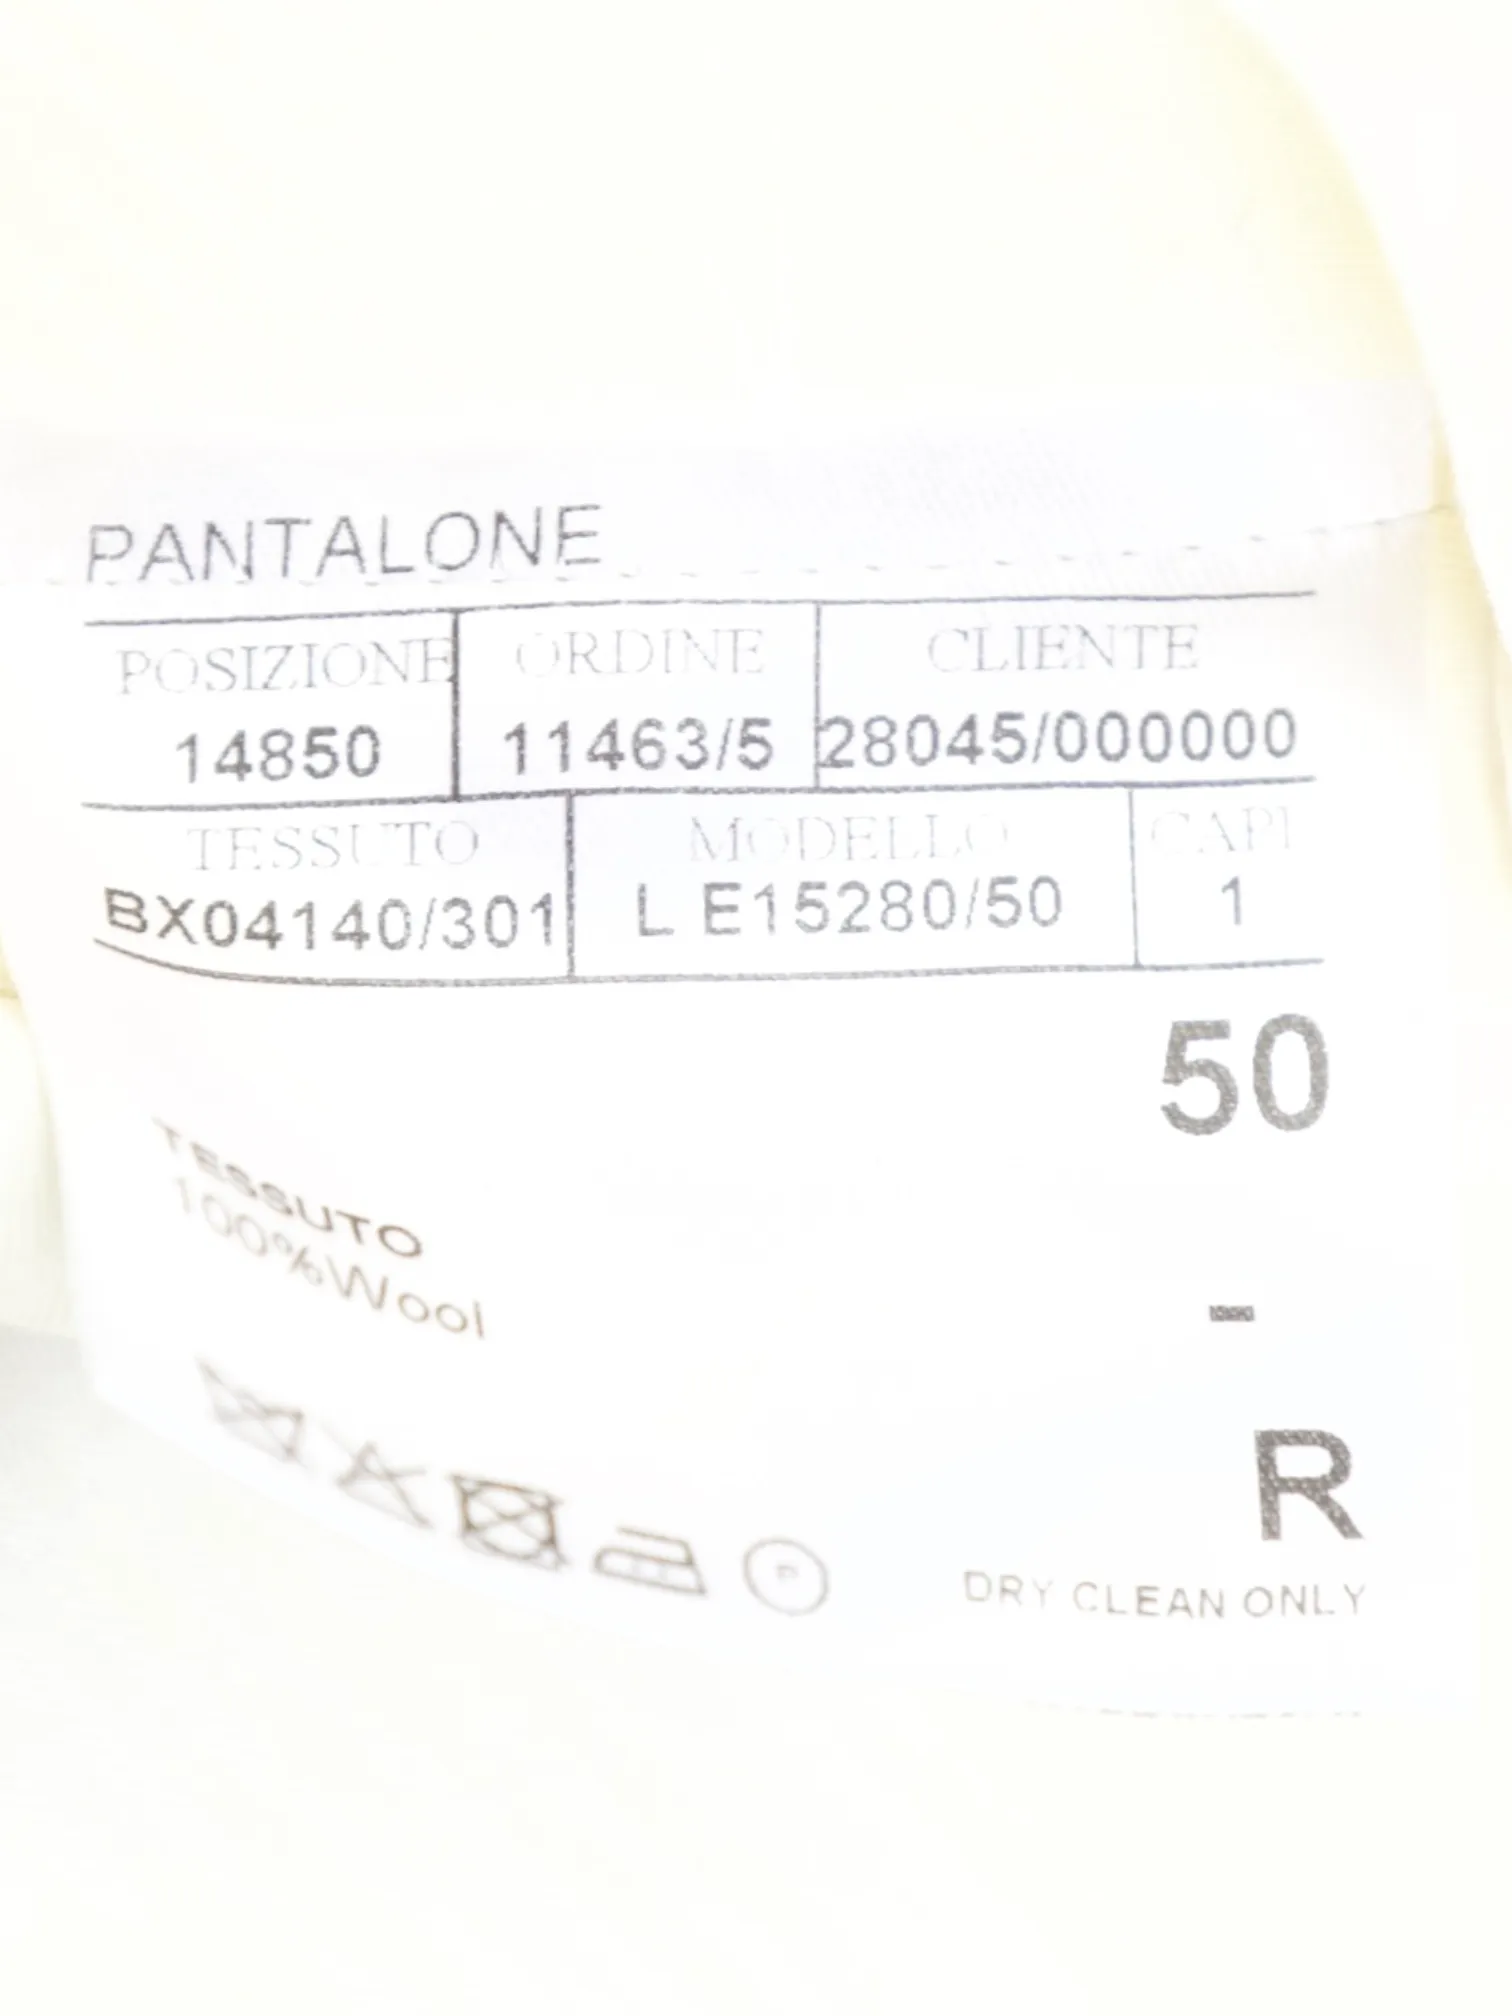 PANTALONE
POSIZIONE ORDINE CLIENTE
14850 11463/5 28045/000000
TESSUTO MODELLO CAPI
BX04140/301 L E15280/50 1
50
TESSUTO
100%Wool
-
R
P
DRY CLEAN ONLY